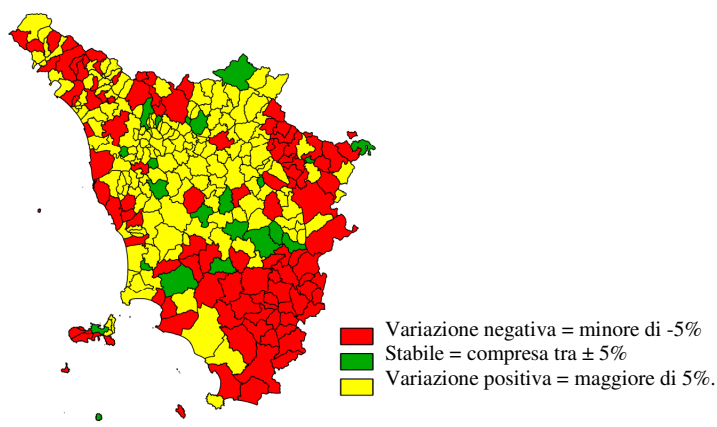 Variazione negativa = minore di -5%
Stabile = compresa tra ± 5%
Variazione positiva = maggiore di 5%.